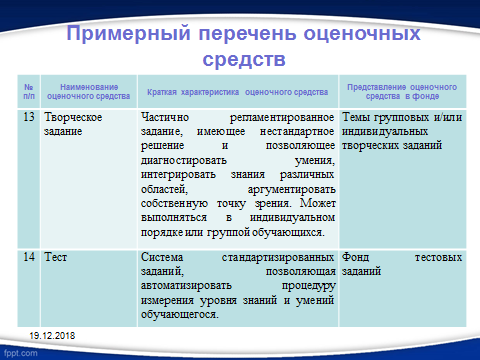 Примерный перечень оценочных
средств
№
п/п
Наименование
оценочного средства
Краткая характеристика оценочного средства
Представление оценочного
средства в фонде
13
Творческое
задание
Частично регламентированное
задание, имеющее нестандартное
решение и позволяющее
диагностировать умения,
интегрировать знания различных
областей, аргументировать
собственную точку зрения. Может
выполняться в индивидуальном
порядке или группой обучающихся.
Темы групповых и/или
индивидуальных
творческих заданий
14
Тест
Система стандартизированных
заданий, позволяющая
автоматизировать процедуру
измерения уровня знаний и умений
обучающегося.
Фонд тестовых
заданий
19.12.2018
fppt.com